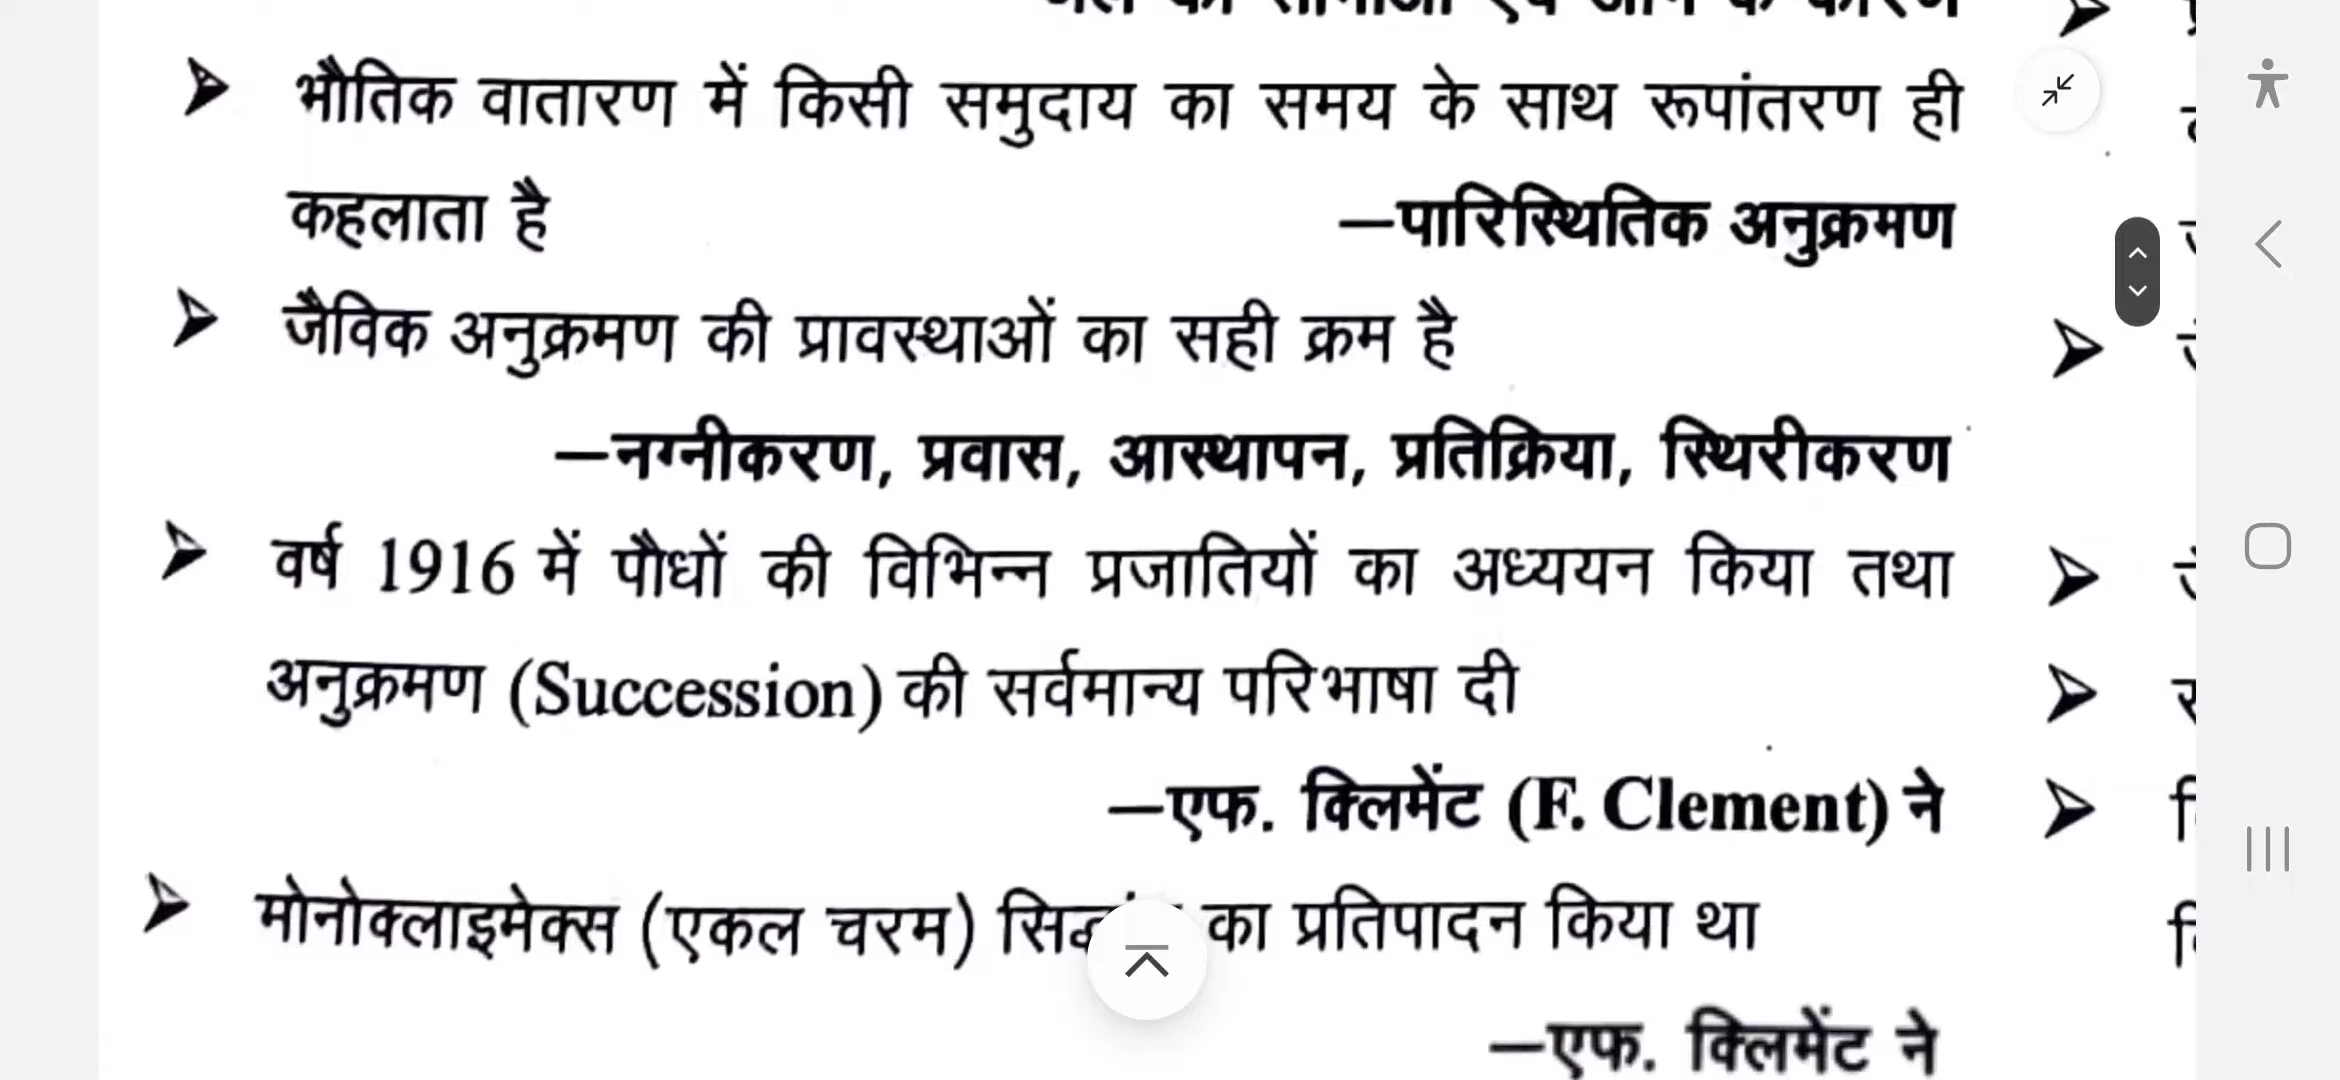 भौतिक वातारण में किसी समुदाय का समय के साथ रूपांतरण ही
कहलाता है —पारिस्थितिक अनुक्रमण
जैविक अनुक्रमण की प्रावस्थाओं का सही क्रम है
—नग्नीकरण, प्रवास, आस्थापन, प्रतिक्रिया, स्थिरीकरण
वर्ष 1916 में पौधों की विभिन्न प्रजातियों का अध्ययन किया तथा
अनुक्रमण (Succession) की सर्वमान्य परिभाषा दी
—एफ. क्लिमेंट (F. Clement) ने
मोनोक्लाइमेक्स (एकल चरम) का प्रतिपादन किया था
—एफ. क्लिमेंट ने